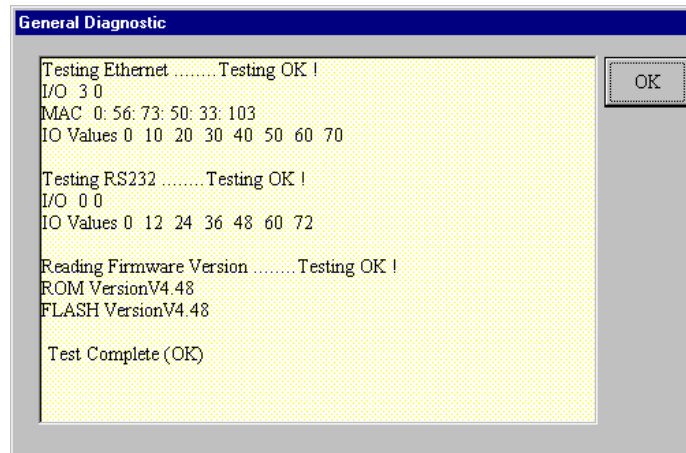 General Diagnostic
Testing Ethernet ........Testing OK !
I/O  3 0
MAC  0: 56: 73: 50: 33: 103
IO Values 0  10  20  30  40  50  60  70
Testing RS232 ........Testing OK !
I/O  0 0
IO Values 0  12  24  36  48  60  72
Reading Firmware Version ........Testing OK !
ROM VersionV4.48
FLASH VersionV4.48
Test Complete (OK)
OK